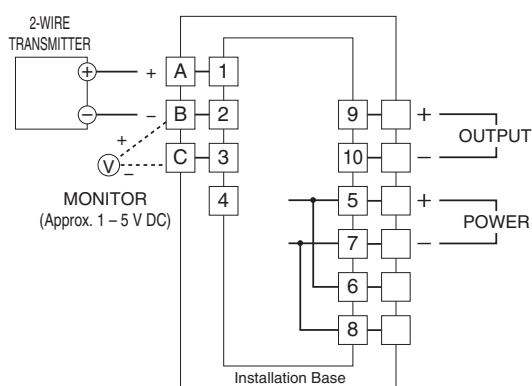 2-WIRE
TRANSMITTER
+ + A 1
− − B 2
9 +
OUTPUT
+
C 3
V −
10 −
MONITOR
(Approx. 1 – 5 V DC)
4
5 +
POWER
7 −
6
8
Installation Base